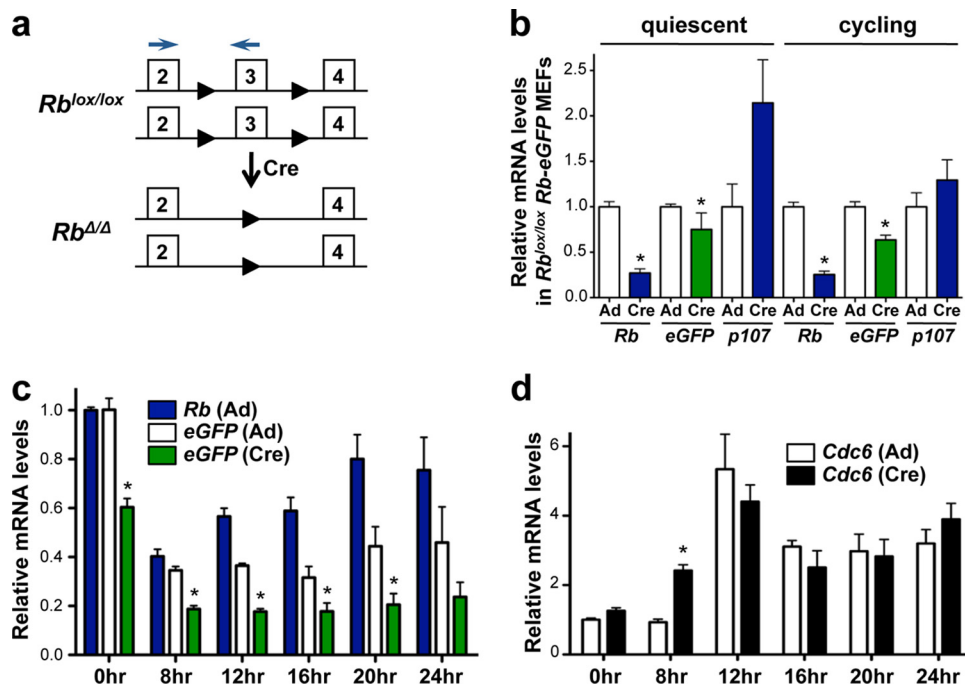 a
2 3 4
Rb^lox/lox
2 3 4
Cre
2 4
Rb^Δ/Δ
2 4
b
quiescent cycling
Relative mRNA levels
in Rb^lox/lox Rb-eGFP MEFs
2.5
2.0
1.5
1.0
0.5
0.0
* * * *
Ad Cre Ad Cre Ad Cre Ad Cre Ad Cre Ad Cre
Rb eGFP p107 Rb eGFP p107
c
Relative mRNA levels
1.0
0.8
0.6
0.4
0.2
0.0
Rb (Ad)
eGFP (Ad)
eGFP (Cre)
* * * * *
0hr 8hr 12hr 16hr 20hr 24hr
d
Relative mRNA levels
6
4
2
0
Cdc6 (Ad)
Cdc6 (Cre)
*
0hr 8hr 12hr 16hr 20hr 24hr